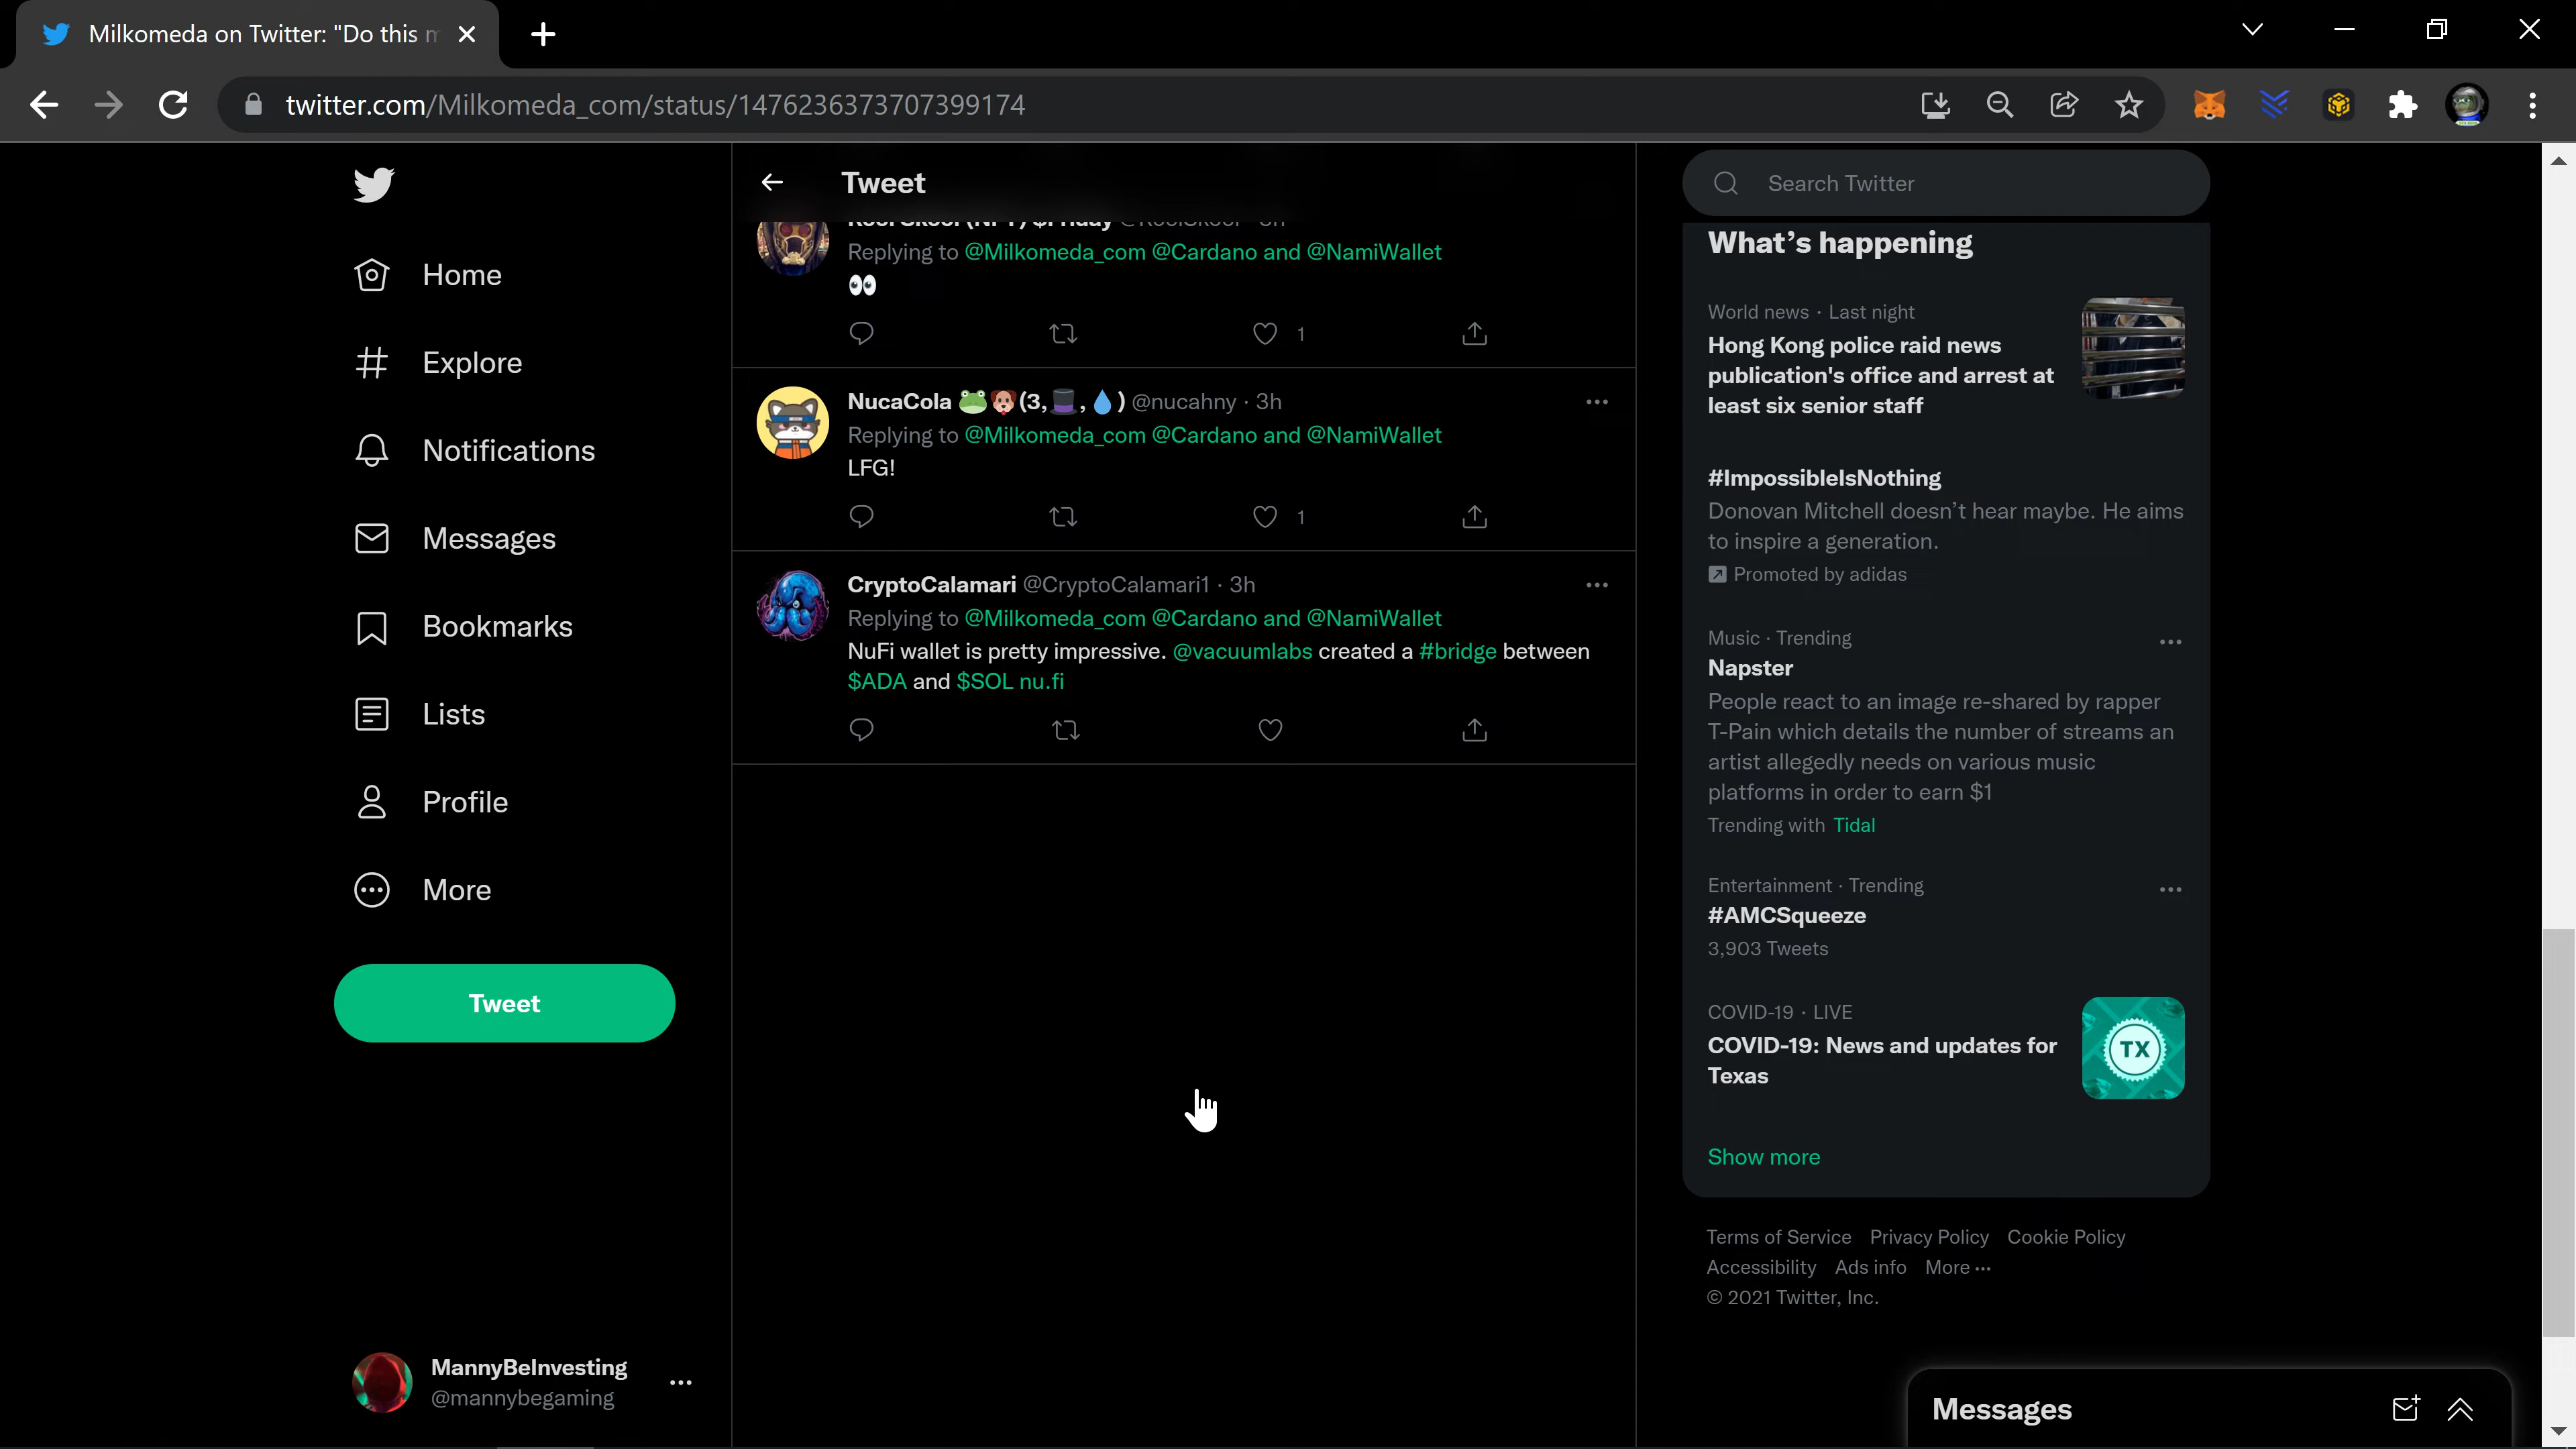 Milkomeda on Twitter: "Do this m
twitter.com/Milkomeda_com/status/1476236373707399174
Home
Explore
Notifications
Messages
Bookmarks
Lists
Profile
More
Tweet
MannyBeInvesting
@mannybegaming
Tweet
Replying to @Milkomeda_com @Cardano and @NamiWallet
👀
1
NucaCola 🐸🐶(3,🎩,💧) @nucahny · 3h
Replying to @Milkomeda_com @Cardano and @NamiWallet
LFG!
1
CryptoCalamari @CryptoCalamari1 · 3h
Replying to @Milkomeda_com @Cardano and @NamiWallet
NuFi wallet is pretty impressive. @vacuumlabs created a #bridge between
$ADA and $SOL nu.fi
Search Twitter
What's happening
World news · Last night
Hong Kong police raid news
publication's office and arrest at
least six senior staff
#ImpossibleIsNothing
Donovan Mitchell doesn't hear maybe. He aims
to inspire a generation.
Promoted by adidas
Music · Trending
Napster
People react to an image re-shared by rapper
T-Pain which details the number of streams an
artist allegedly needs on various music
platforms in order to earn $1
Trending with Tidal
Entertainment · Trending
#AMCSqueeze
3,903 Tweets
COVID-19 · LIVE
COVID-19: News and updates for
Texas
TX
Show more
Terms of Service Privacy Policy Cookie Policy
Accessibility Ads info More ···
© 2021 Twitter, Inc.
Messages